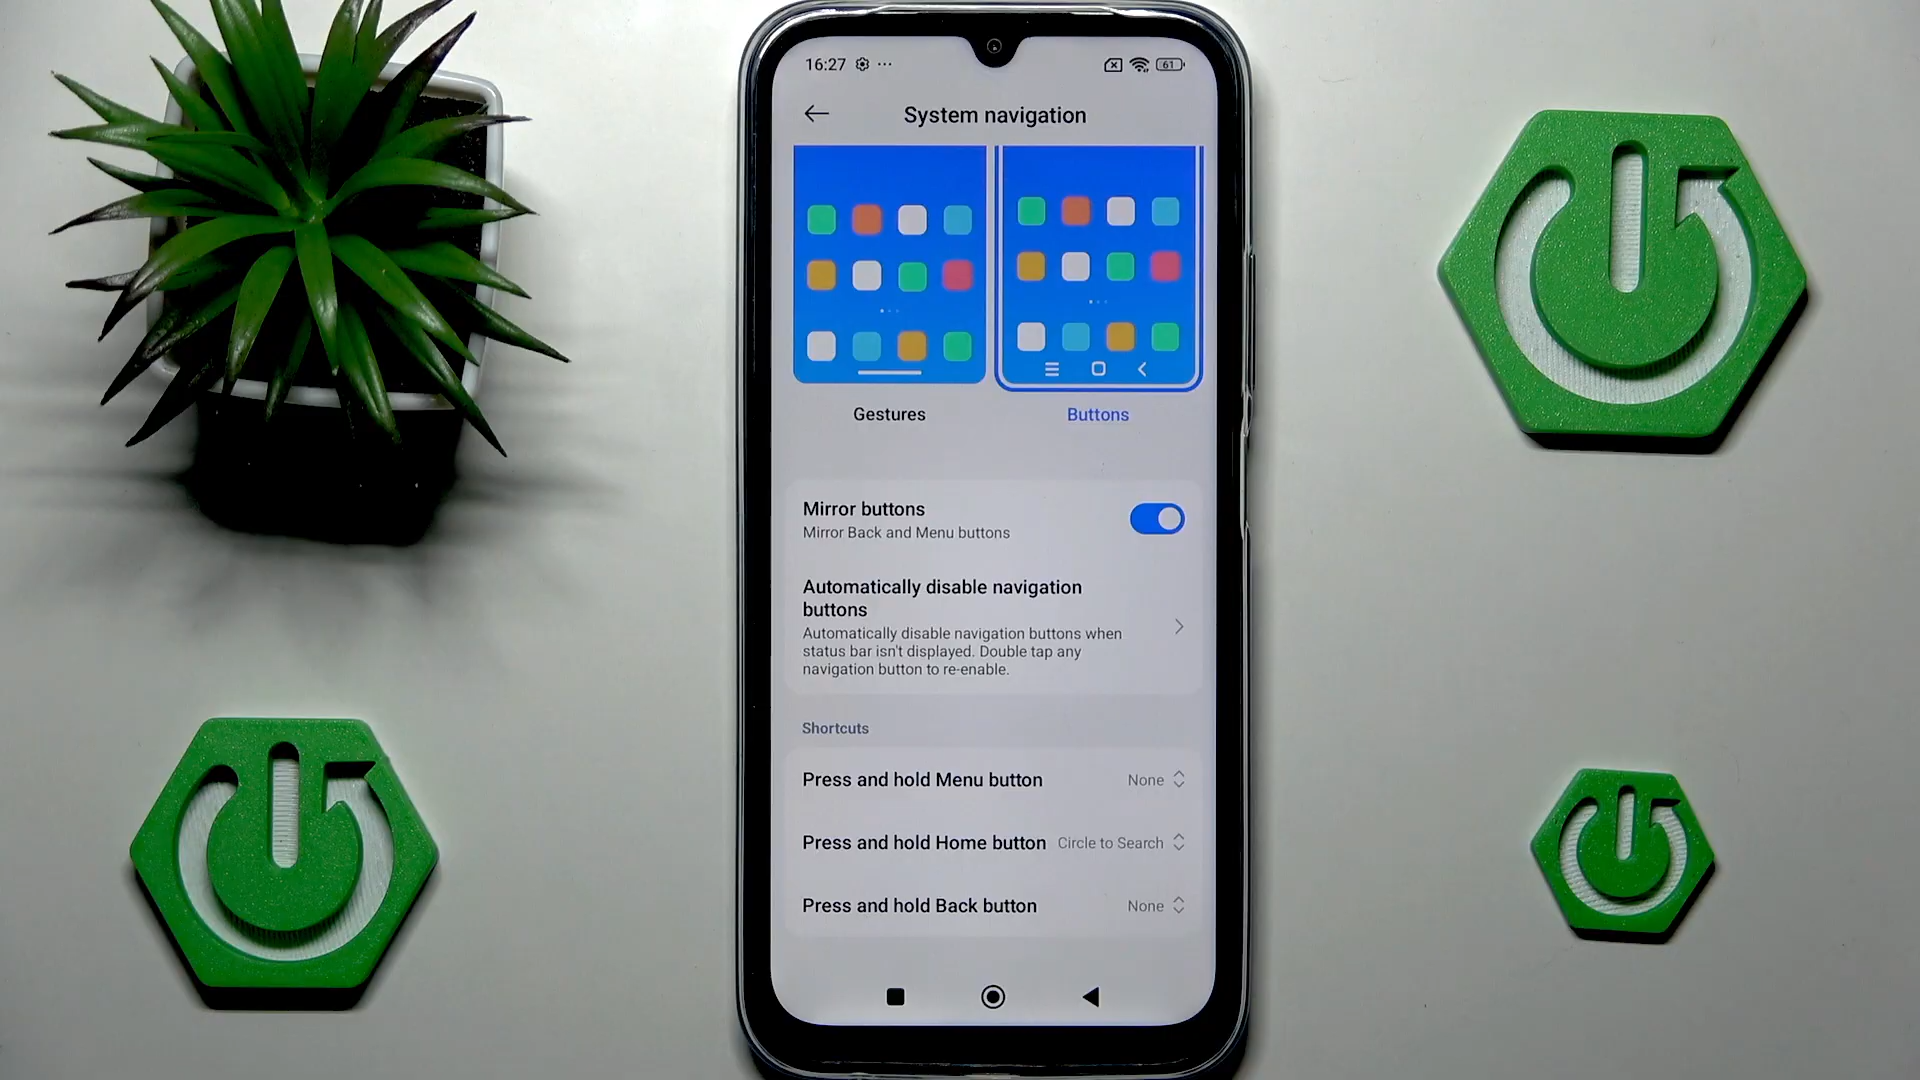 16:27 61
System navigation
Gestures Buttons
Mirror buttons
Mirror Back and Menu buttons
Automatically disable navigation
buttons
Automatically disable navigation buttons when
status bar isn't displayed. Double tap any
navigation button to re-enable.
Shortcuts
Press and hold Menu button None
Press and hold Home button Circle to Search
Press and hold Back button None